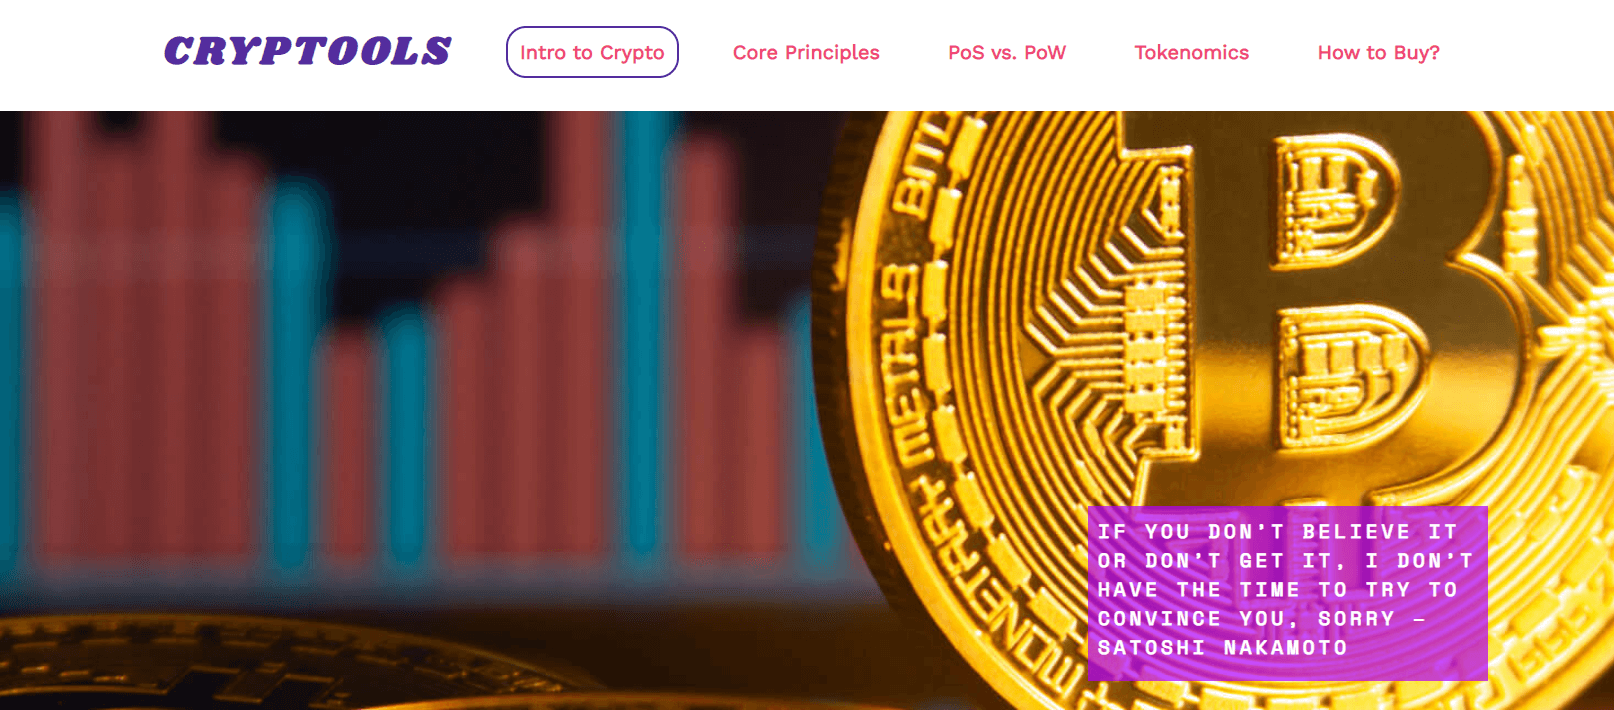 CRYPTOOLS
Intro to Crypto
Core Principles
PoS vs. PoW
Tokenomics
How to Buy?
BITC
METALS
MONETARY
IF YOU DON'T BELIEVE IT
OR DON'T GET IT, I DON'T
HAVE THE TIME TO TRY TO
CONVINCE YOU, SORRY –
SATOSHI NAKAMOTO